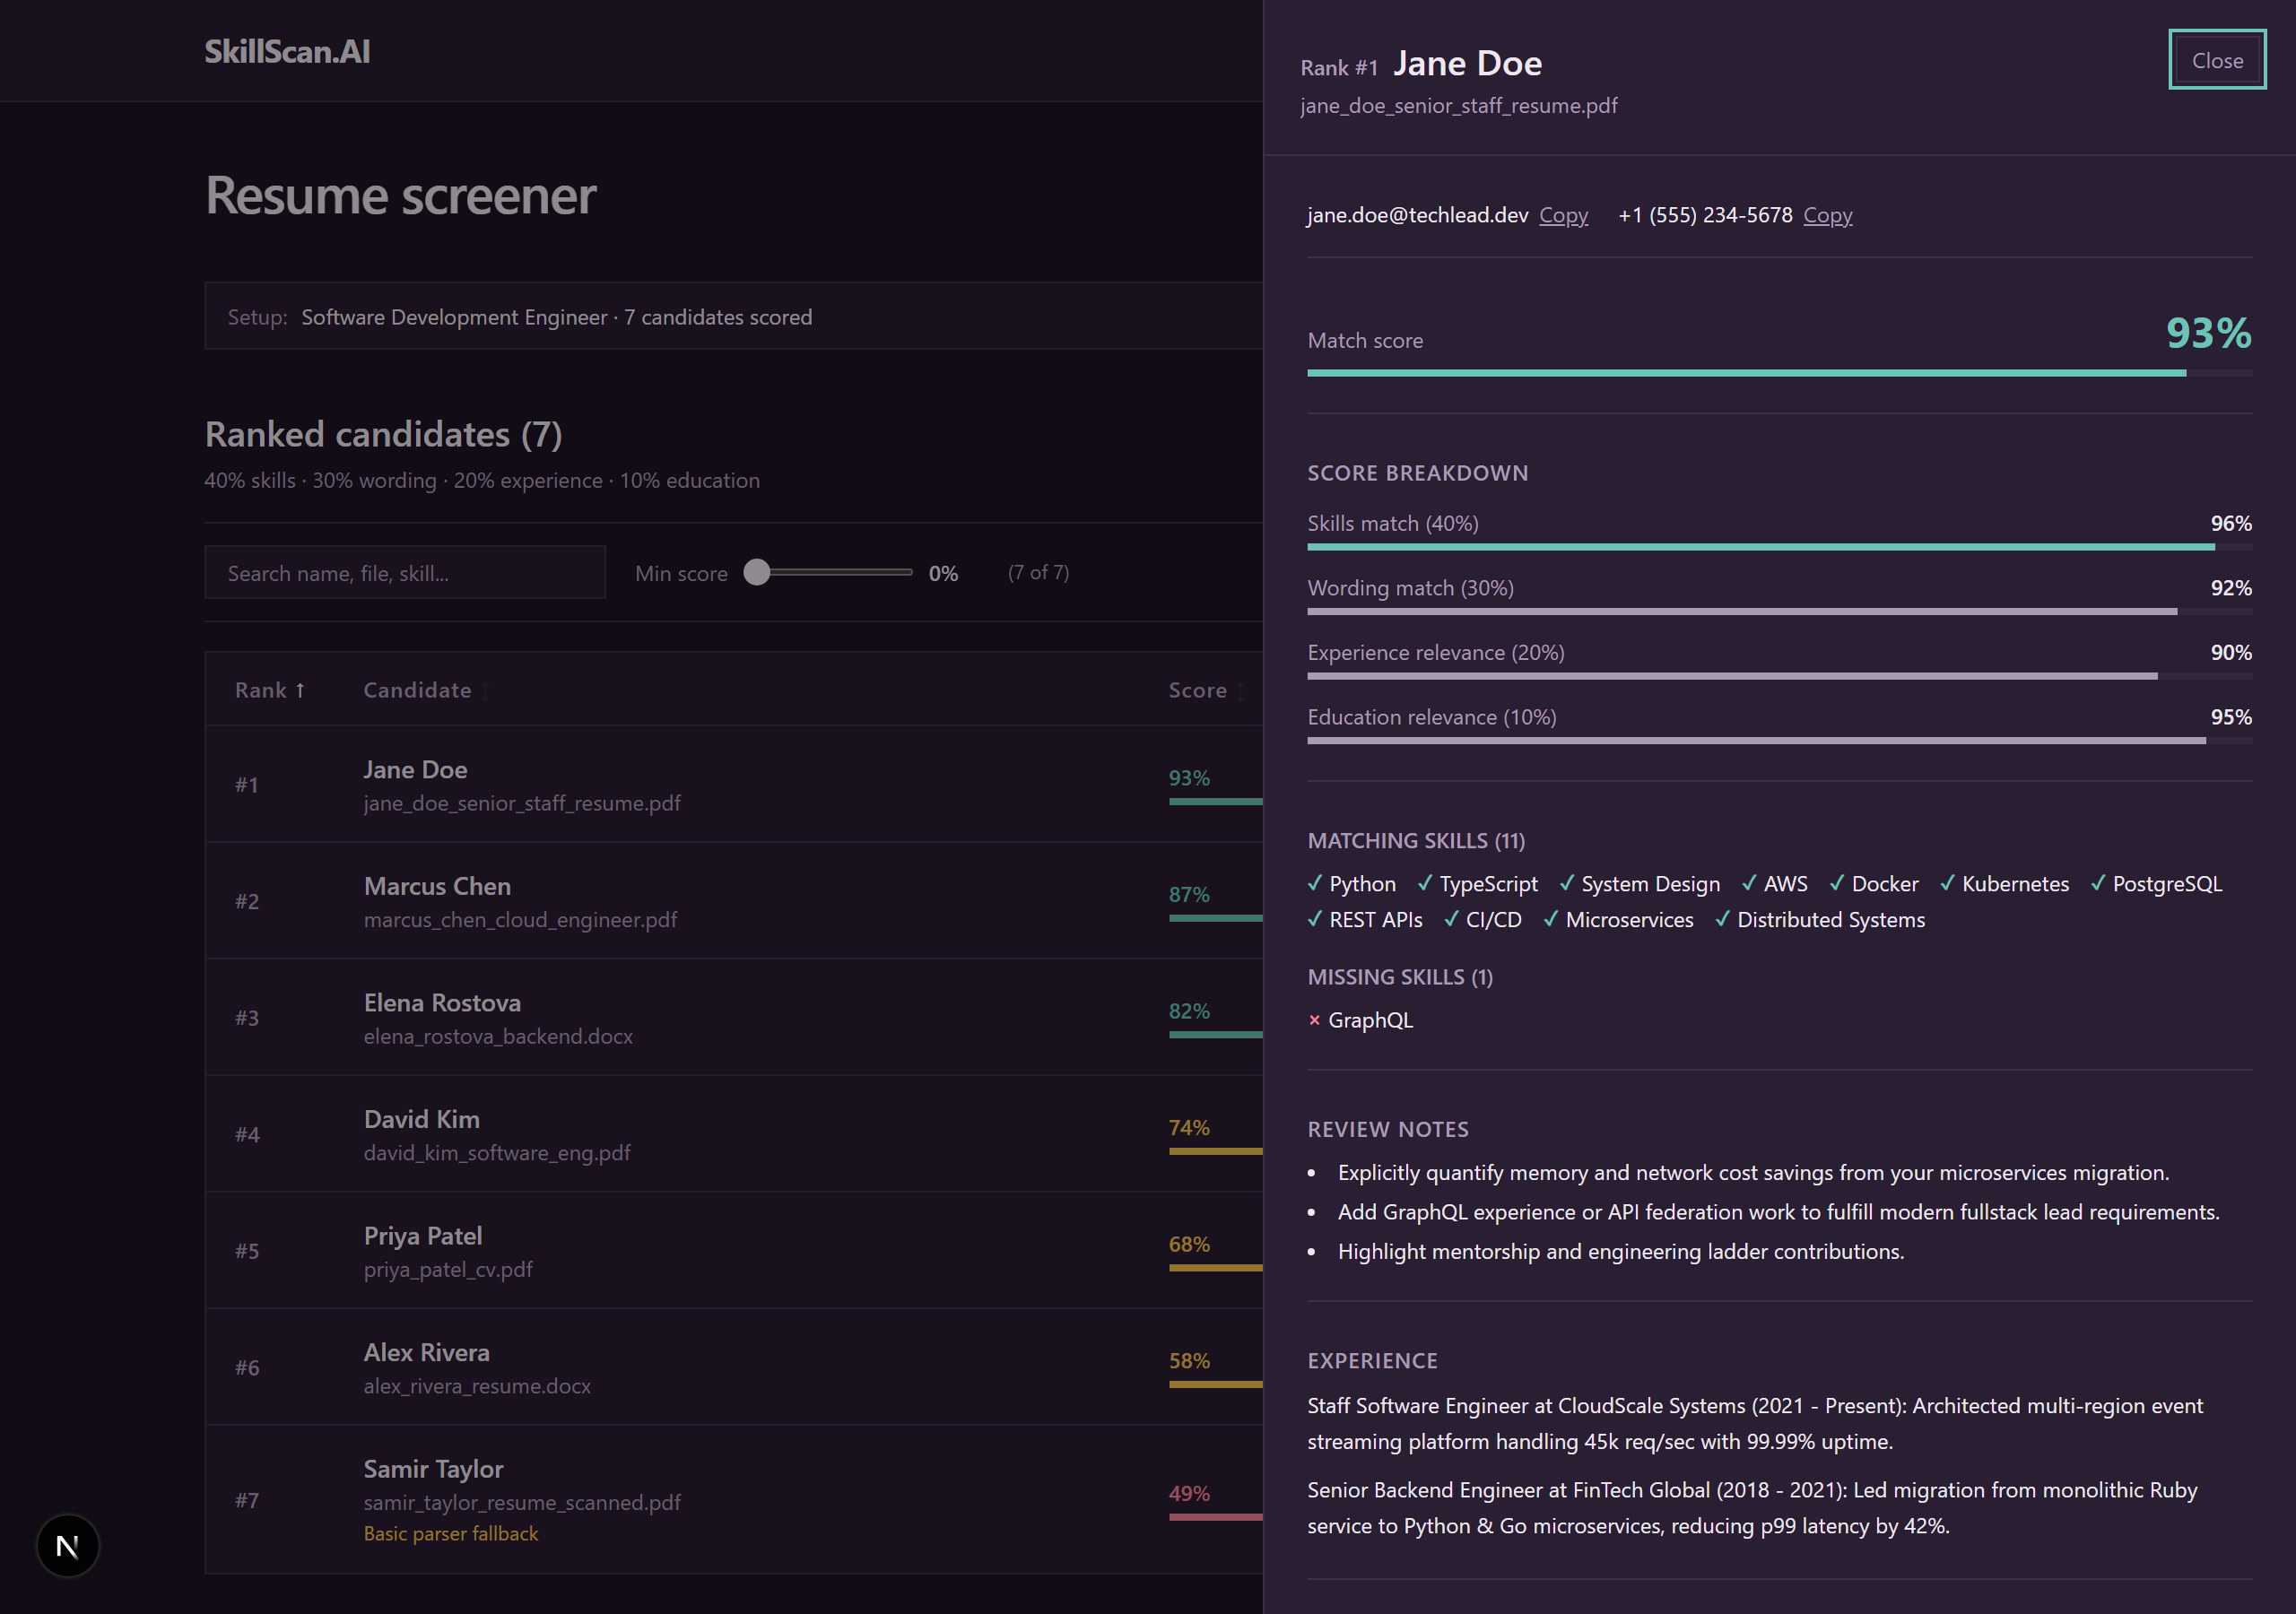 SkillScan.AI
Resume screener
Setup: Software Development Engineer · 7 candidates scored
Ranked candidates (7)
40% skills · 30% wording · 20% experience · 10% education
Search name, file, skill...
Min score 0% (7 of 7)
Rank ↑ Candidate ↕ Score ↕
#1 Jane Doe 93%
jane_doe_senior_staff_resume.pdf
#2 Marcus Chen 87%
marcus_chen_cloud_engineer.pdf
#3 Elena Rostova 82%
elena_rostova_backend.docx
#4 David Kim 74%
david_kim_software_eng.pdf
#5 Priya Patel 68%
priya_patel_cv.pdf
#6 Alex Rivera 58%
alex_rivera_resume.docx
#7 Samir Taylor 49%
samir_taylor_resume_scanned.pdf
Basic parser fallback
N
Rank #1 Jane Doe
Close
jane_doe_senior_staff_resume.pdf
jane.doe@techlead.dev Copy +1 (555) 234-5678 Copy
Match score 93%
SCORE BREAKDOWN
Skills match (40%) 96%
Wording match (30%) 92%
Experience relevance (20%) 90%
Education relevance (10%) 95%
MATCHING SKILLS (11)
✓ Python ✓ TypeScript ✓ System Design ✓ AWS ✓ Docker ✓ Kubernetes ✓ PostgreSQL
✓ REST APIs ✓ CI/CD ✓ Microservices ✓ Distributed Systems
MISSING SKILLS (1)
× GraphQL
REVIEW NOTES
• Explicitly quantify memory and network cost savings from your microservices migration.
• Add GraphQL experience or API federation work to fulfill modern fullstack lead requirements.
• Highlight mentorship and engineering ladder contributions.
EXPERIENCE
Staff Software Engineer at CloudScale Systems (2021 - Present): Architected multi-region event
streaming platform handling 45k req/sec with 99.99% uptime.
Senior Backend Engineer at FinTech Global (2018 - 2021): Led migration from monolithic Ruby
service to Python & Go microservices, reducing p99 latency by 42%.